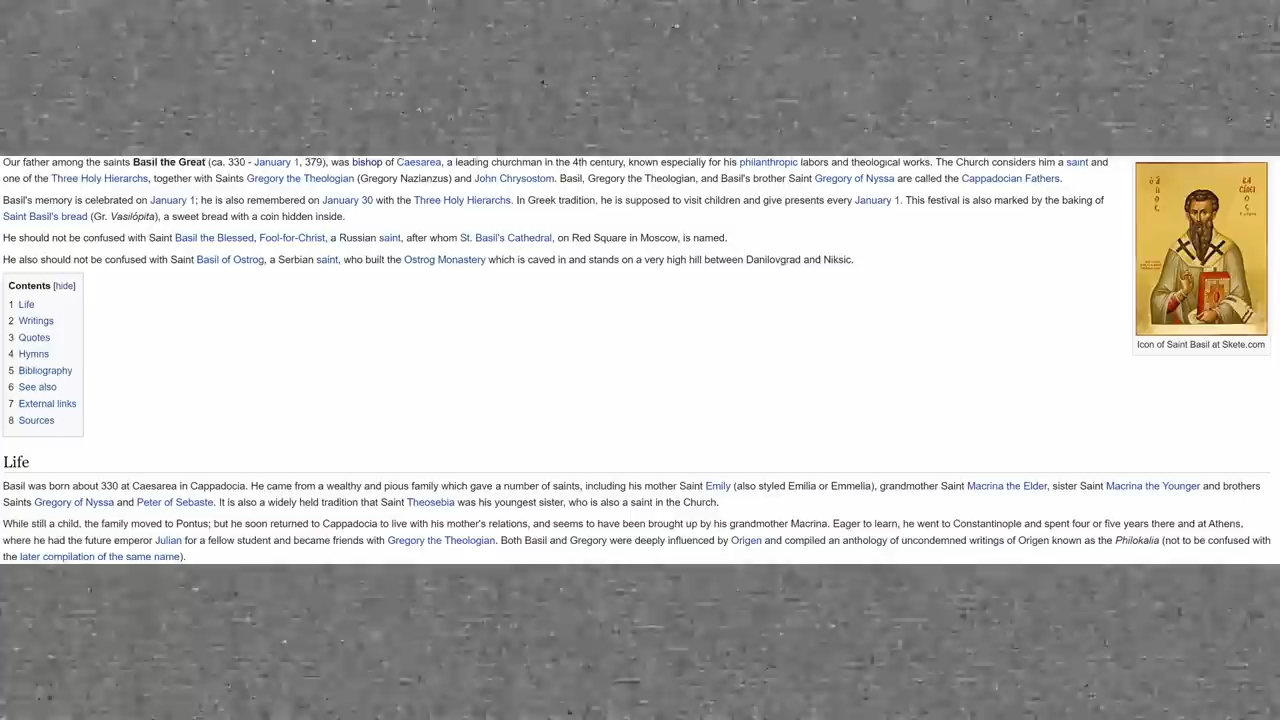 Our father among the saints Basil the Great (ca. 330 - January 1, 379), was bishop of Caesarea, a leading churchman in the 4th century, known especially for his philanthropic labors and theological works. The Church considers him a saint and
one of the Three Holy Hierarchs, together with Saints Gregory the Theologian (Gregory Nazianzus) and John Chrysostom. Basil, Gregory the Theologian, and Basil's brother Saint Gregory of Nyssa are called the Cappadocian Fathers.
Basil's memory is celebrated on January 1; he is also remembered on January 30 with the Three Holy Hierarchs. In Greek tradition, he is supposed to visit children and give presents every January 1. This festival is also marked by the baking of
Saint Basil's bread (Gr. Vasilópita), a sweet bread with a coin hidden inside.
He should not be confused with Saint Basil the Blessed, Fool-for-Christ, a Russian saint, after whom St. Basil's Cathedral, on Red Square in Moscow, is named.
He also should not be confused with Saint Basil of Ostrog, a Serbian saint, who built the Ostrog Monastery which is caved in and stands on a very high hill between Danilovgrad and Niksic.
Icon of Saint Basil at Skete.com
Contents [hide]
1 Life
2 Writings
3 Quotes
4 Hymns
5 Bibliography
6 See also
7 External links
8 Sources
Life
Basil was born about 330 at Caesarea in Cappadocia. He came from a wealthy and pious family which gave a number of saints, including his mother Saint Emily (also styled Emilia or Emmelia), grandmother Saint Macrina the Elder, sister Saint Macrina the Younger and brothers
Saints Gregory of Nyssa and Peter of Sebaste. It is also a widely held tradition that Saint Theosebia was his youngest sister, who is also a saint in the Church.
While still a child, the family moved to Pontus; but he soon returned to Cappadocia to live with his mother's relations, and seems to have been brought up by his grandmother Macrina. Eager to learn, he went to Constantinople and spent four or five years there and at Athens,
where he had the future emperor Julian for a fellow student and became friends with Gregory the Theologian. Both Basil and Gregory were deeply influenced by Origen and compiled an anthology of uncondemned writings of Origen known as the Philokalia (not to be confused with
the later compilation of the same name).